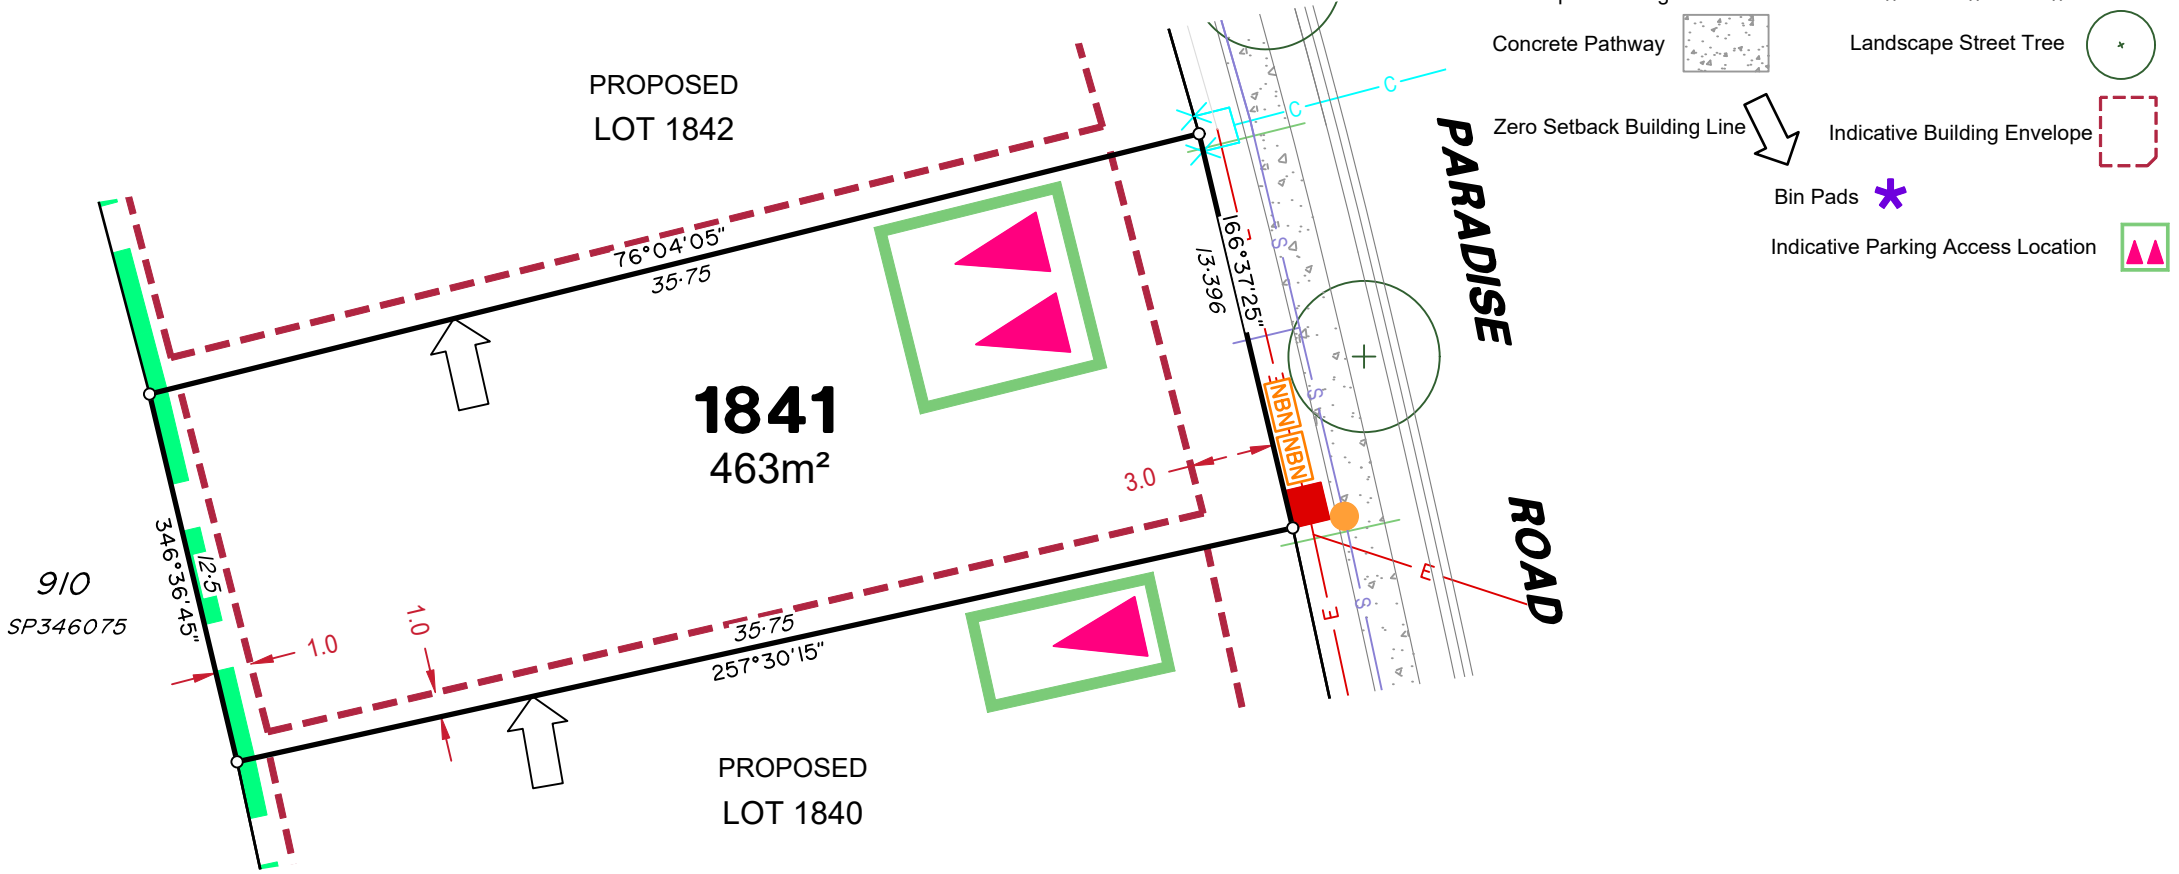 Concrete Pathway
Landscape Street Tree
Zero Setback Building Line
Indicative Building Envelope
Bin Pads
Indicative Parking Access Location
PROPOSED
LOT 1842
C
C
PARADISE
ROAD
76°04'05"
35·75
166°37'25"
13·396
S
S
S
NBN
NBN
1841
463m²
3.0
E
E
910
SP346075
346°36'45"
12·5
1.0
1.0
35·75
257°30'15"
PROPOSED
LOT 1840